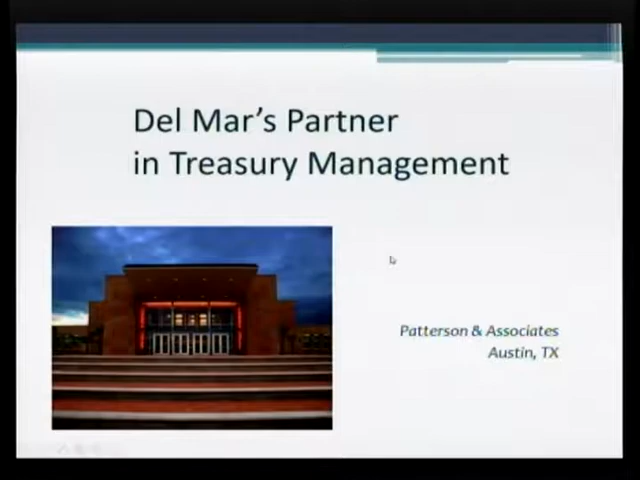 Del Mar's Partner
in Treasury Management
Patterson & Associates
Austin, TX